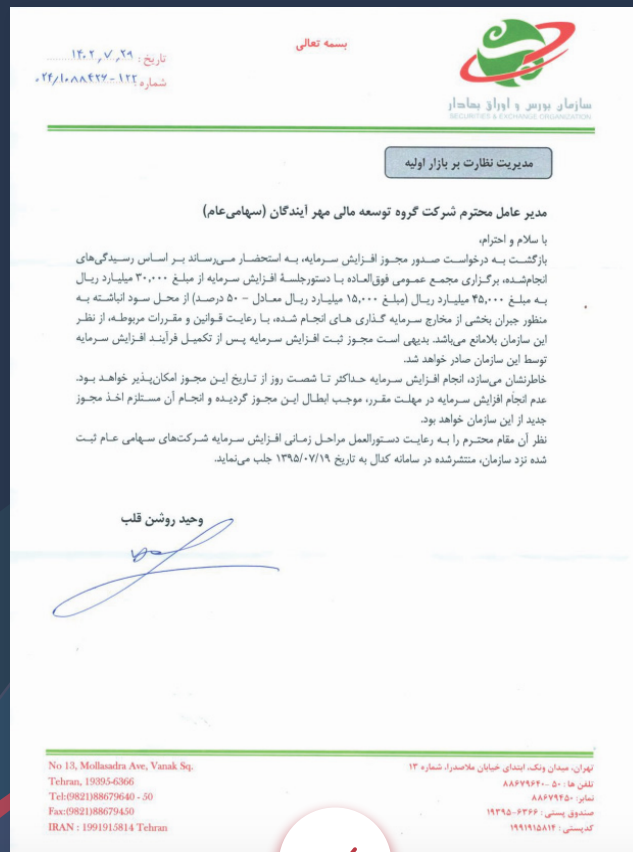 بسمه تعالی
تاریخ: ۱۴۰۲٫۷٫۲۹
شماره: ۱۲۲-۰۲۴/۱۰۸۸۴۲۷
سازمان بورس و اوراق بهادار
SECURITIES & EXCHANGE ORGANIZATION
مدیریت نظارت بر بازار اولیه
مدیر عامل محترم شرکت گروه توسعه مالی مهر آیندگان (سهامی‌عام)
با سلام و احترام،
بازگشت به درخواست صدور مجوز افزایش سرمایه، به استحضار می‌رساند بر اساس رسیدگی‌های
انجام‌شده، برگزاری مجمع عمومی فوق‌العاده با دستورجلسهٔ افزایش سرمایه از مبلغ ۳۰,۰۰۰ میلیارد ریال
به مبلغ ۴۵,۰۰۰ میلیارد ریال (مبلغ ۱۵,۰۰۰ میلیارد ریال معادل - ۵۰ درصد) از محل سود انباشته به
منظور جبران بخشی از مخارج سرمایه گذاری های انجام شده، با رعایت قوانین و مقررات مربوطه، از نظر
این سازمان بلامانع می‌باشد. بدیهی است مجوز ثبت افزایش سرمایه پس از تکمیل فرآیند افزایش سرمایه
توسط این سازمان صادر خواهد شد.
خاطرنشان می‌سازد، انجام افزایش سرمایه حداکثر تا شصت روز از تاریخ این مجوز امکان‌پذیر خواهد بود.
عدم انجام افزایش سرمایه در مهلت مقرر، موجب ابطال این مجوز گردیده و انجام آن مستلزم اخذ مجوز
جدید از این سازمان خواهد بود.
نظر آن مقام محترم را به رعایت دستورالعمل مراحل زمانی افزایش سرمایه شرکت‌های سهامی عام ثبت
شده نزد سازمان، منتشرشده در سامانه کدال به تاریخ ۱۳۹۵/۰۷/۱۹ جلب می‌نماید.
وحید روشن قلب
No 13, Mollasadra Ave, Vanak Sq.
Tehran, 19395-6366
Tel:(9821)88679640 - 50
Fax:(9821)88679450
IRAN : 1991915814 Tehran
تهران، میدان ونک، ابتدای خیابان ملاصدرا، شماره ۱۳
تلفن ها: ۵۰ - ۸۸۶۷۹۶۴۰
نمابر: ۸۸۶۷۹۴۵۰
صندوق پستی: ۶۳۶۶-۱۹۳۹۵
کدپستی: ۱۹۹۱۹۱۵۸۱۴